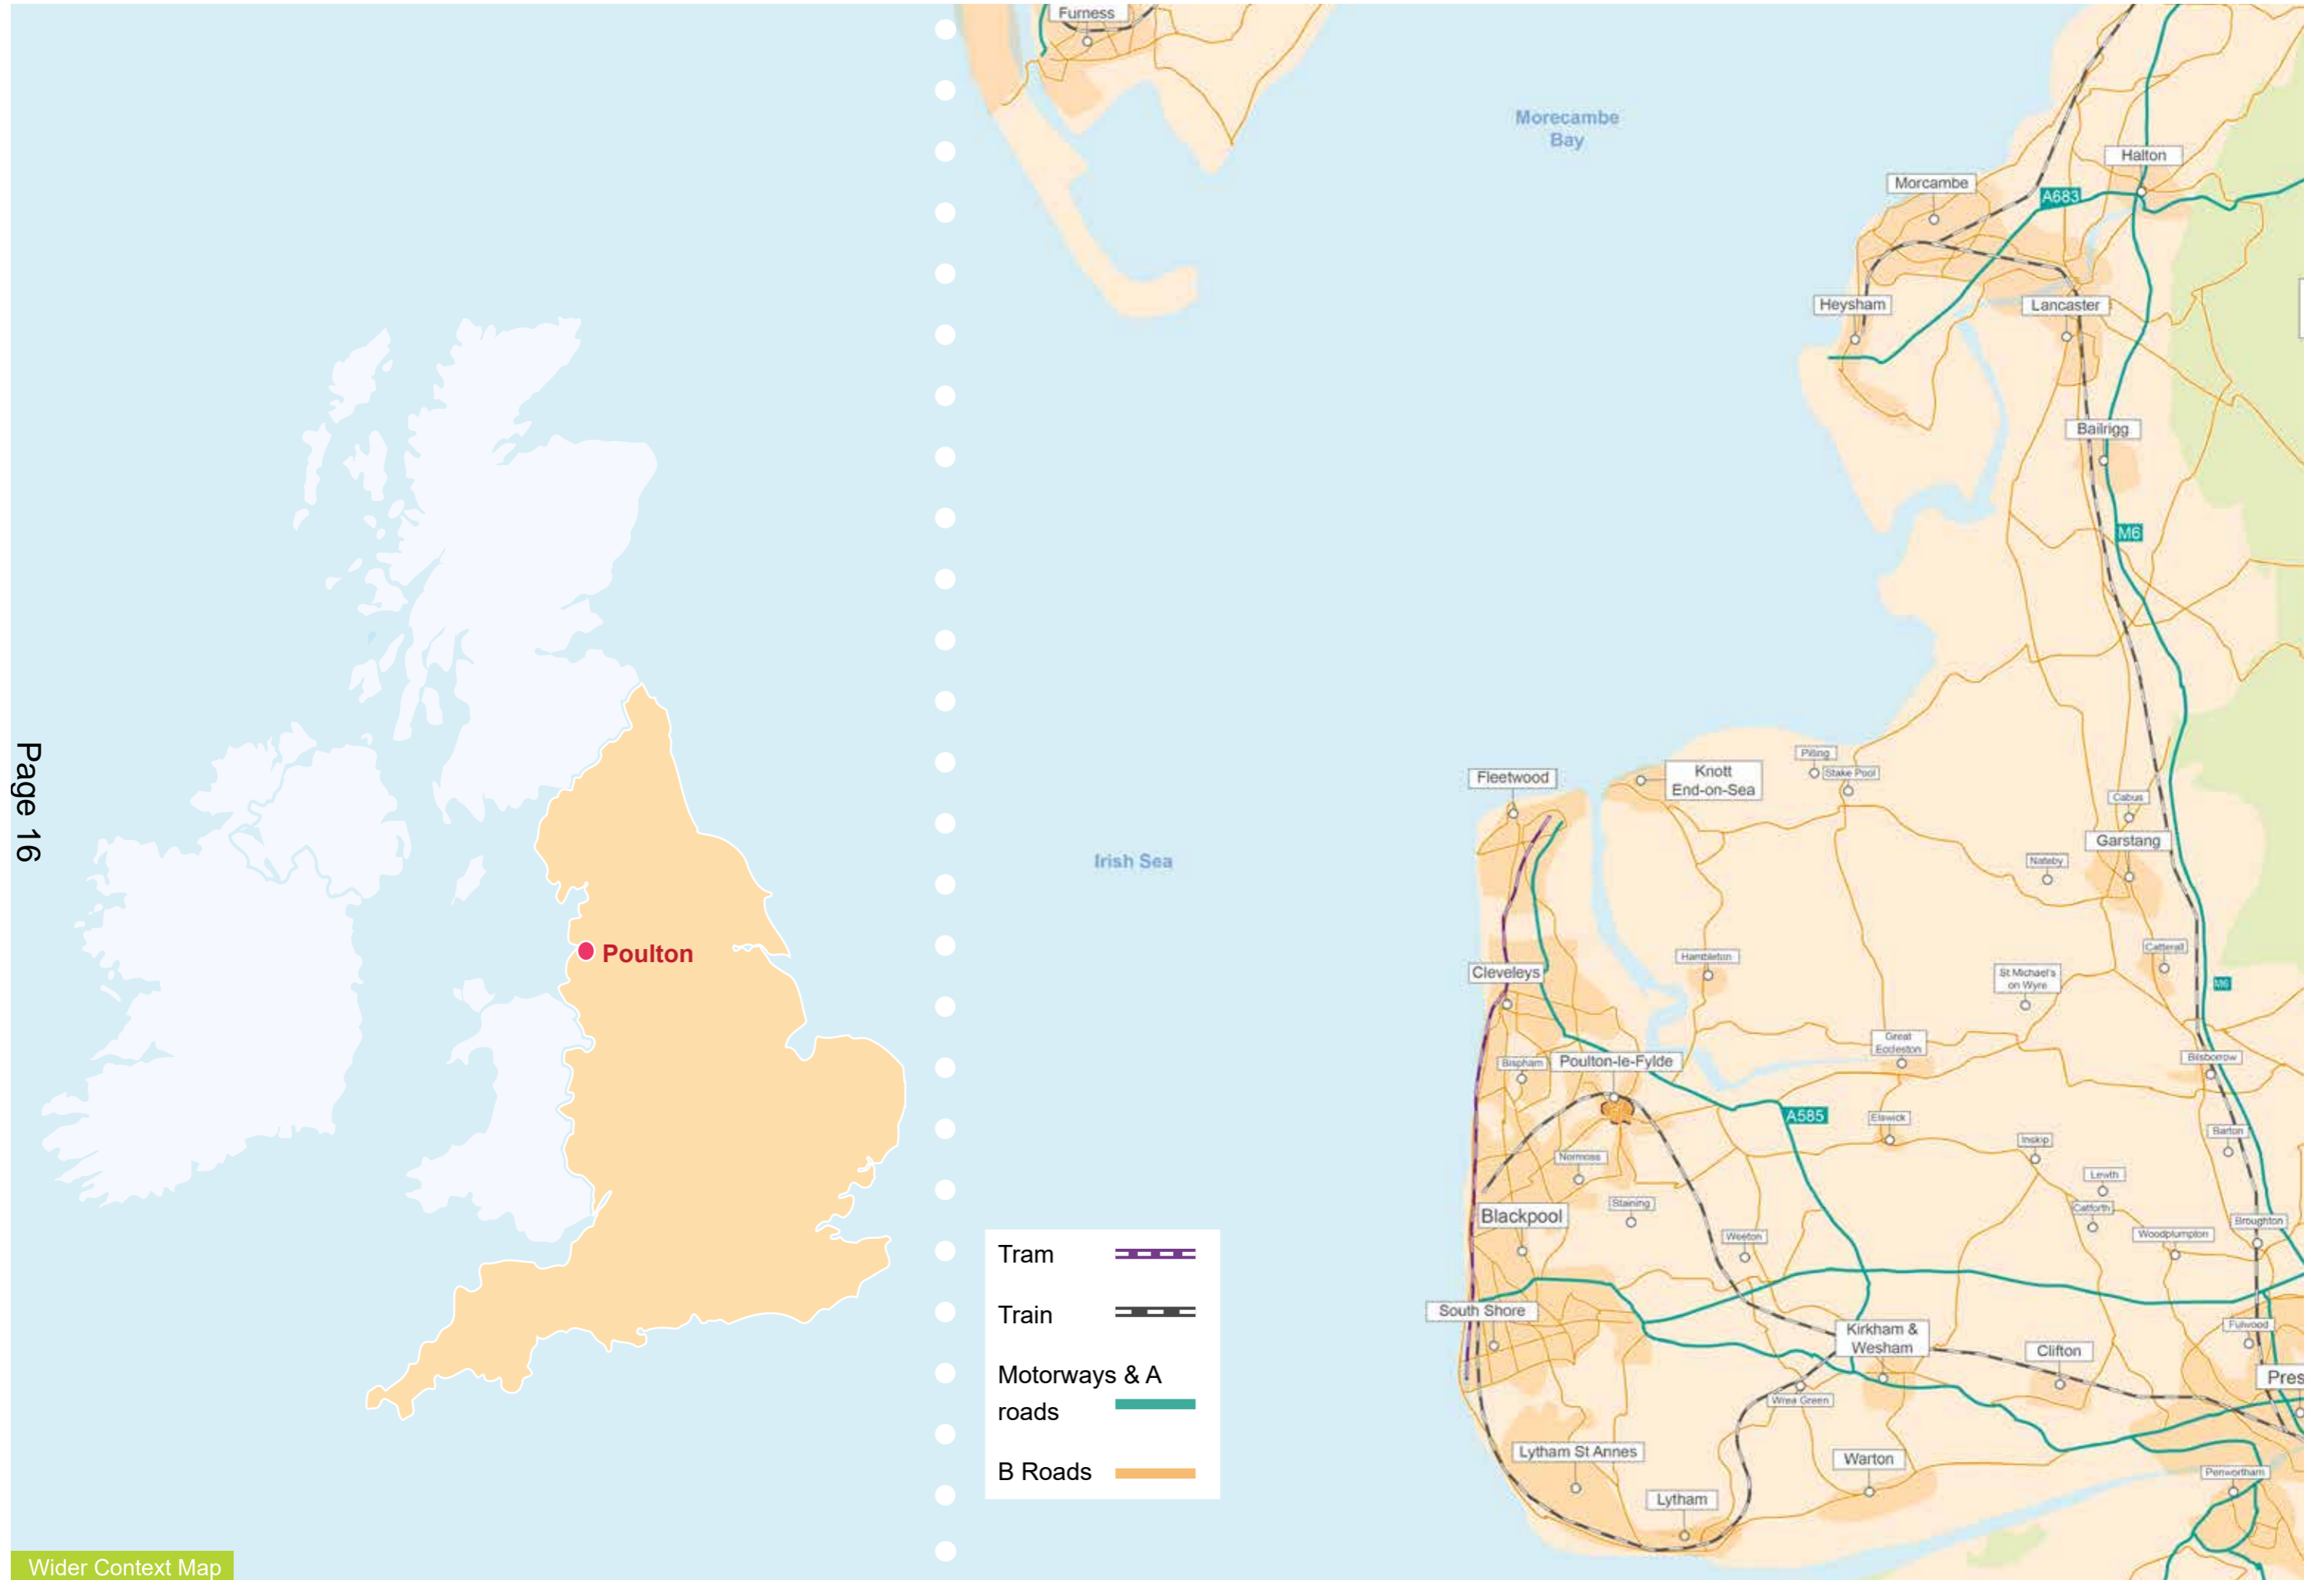 Page 16
Poulton
Wider Context Map
Furness
Morecambe
Bay
Irish Sea
Halton
Morcambe
A683
Heysham
Lancaster
Bailrigg
M6
Pilling
Stake Pool
Knott
End-on-Sea
Fleetwood
Cabus
Garstang
Nateby
Catterall
Hambleton
Cleveleys
St Michael's
on Wyre
M6
Great
Eccleston
Bilsborrow
Bispham
Poulton-le-Fylde
A585
Elswick
Barton
Inskip
Normoss
Lewth
Staining
Catforth
Blackpool
Broughton
Woodplumpton
Weeton
South Shore
Kirkham &
Wesham
Fulwood
Clifton
Pres
Wrea Green
Lytham St Annes
Warton
Penwortham
Lytham
Tram
Train
Motorways & A
roads
B Roads